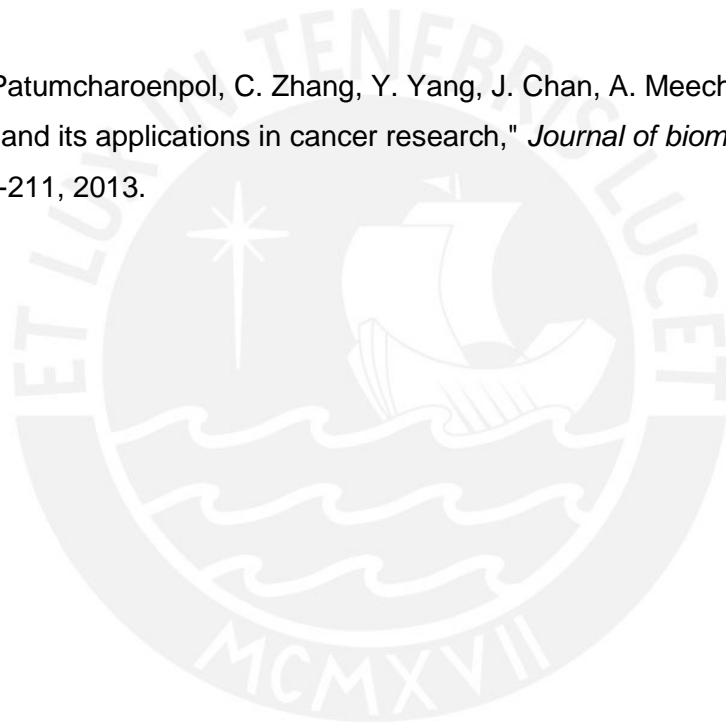 Patumcharoenpol, C. Zhang, Y. Yang, J. Chan, A. Meech
and its applications in cancer research," Journal of biom
-211, 2013.
ET LUX IN TENEBRIS LUCET
MCMXVII